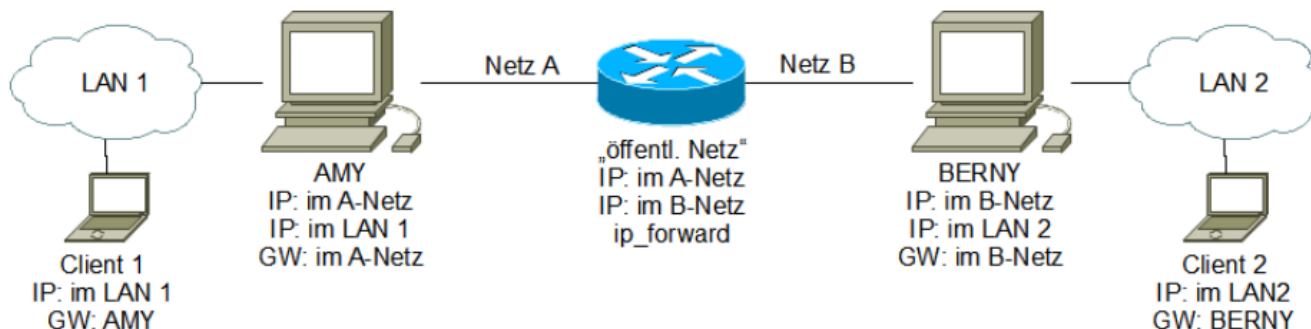 LAN 1
Netz A
Netz B
LAN 2
AMY
IP: im A-Netz
IP: im LAN 1
GW: im A-Netz
„öffentl. Netz“
IP: im A-Netz
IP: im B-Netz
ip_forward
BERNY
IP: im B-Netz
IP: im LAN 2
GW: im B-Netz
Client 1
IP: im LAN 1
GW: AMY
Client 2
IP: im LAN2
GW: BERNY